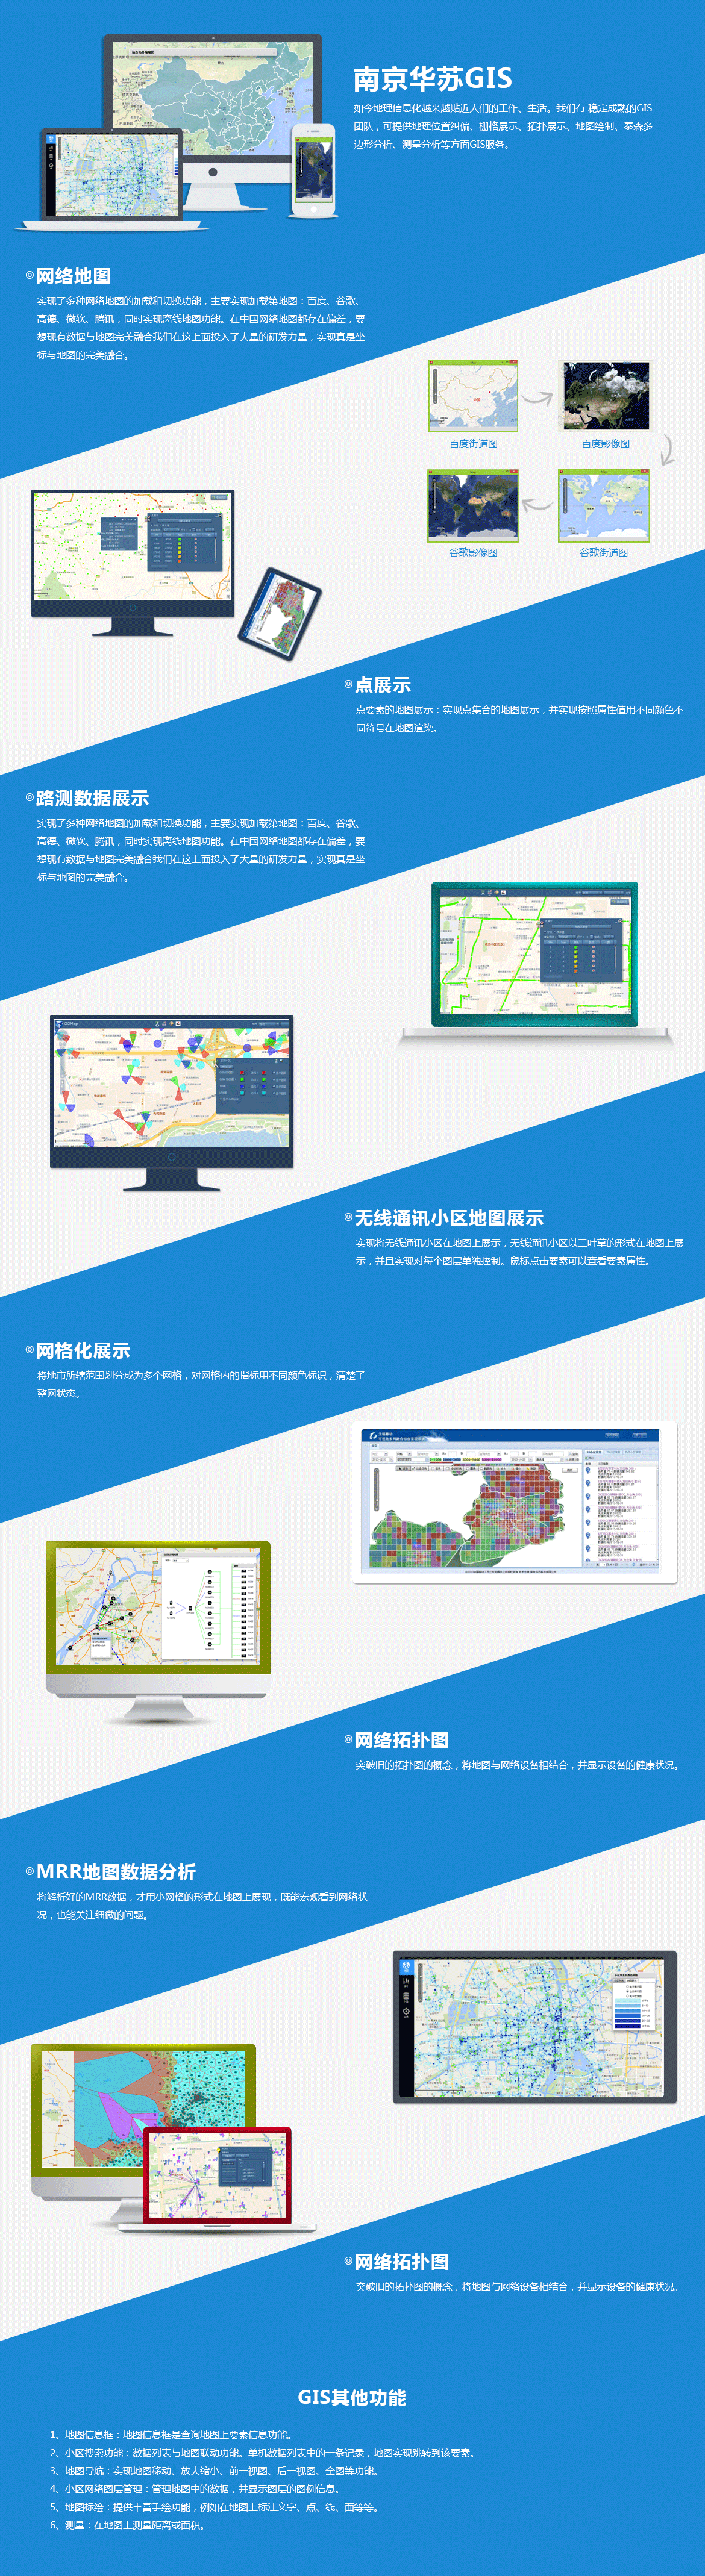 南京华苏GIS
如今地理信息化越来越贴近人们的工作、生活。我们有 稳定成熟的GIS
团队，可提供地理位置纠偏、栅格展示、拓扑展示、地图绘制、泰森多
边形分析、测量分析等方面GIS服务。
网络地图
实现了多种网络地图的加载和切换功能，主要实现加载第地图：百度、谷歌、
高德、微软、腾讯，同时实现离线地图功能。在中国网络地图都存在偏差，要
想现有数据与地图完美融合我们在这上面投入了大量的研发力量，实现真是坐
标与地图的完美融合。
百度街道图
百度影像图
谷歌影像图
谷歌街道图
点展示
点要素的地图展示：实现点集合的地图展示，并实现按照属性值用不同颜色不
同符号在地图渲染。
路测数据展示
实现了多种网络地图的加载和切换功能，主要实现加载第地图：百度、谷歌、
高德、微软、腾讯，同时实现离线地图功能。在中国网络地图都存在偏差，要
想现有数据与地图完美融合我们在这上面投入了大量的研发力量，实现真是坐
标与地图的完美融合。
无线通讯小区地图展示
实现将无线通讯小区在地图上展示，无线通讯小区以三叶草的形式在地图上展
示，并且实现对每个图层单独控制。鼠标点击要素可以查看要素属性。
网格化展示
将地市所辖范围划分成为多个网格，对网格内的指标用不同颜色标识，清楚了
整网状态。
网络拓扑图
突破旧的拓扑图的概念，将地图与网络设备相结合，并显示设备的健康状况。
MRR地图数据分析
将解析好的MRR数据，才用小网格的形式在地图上展现，既能宏观看到网络状
况，也能关注细微的问题。
网络拓扑图
突破旧的拓扑图的概念，将地图与网络设备相结合，并显示设备的健康状况。
GIS其他功能
1、地图信息框：地图信息框是查询地图上要素信息功能。
2、小区搜索功能：数据列表与地图联动功能。单机数据列表中的一条记录，地图实现跳转到该要素。
3、地图导航：实现地图移动、放大缩小、前一视图、后一视图、全图等功能。
4、小区网络图层管理：管理地图中的数据，并显示图层的图例信息。
5、地图标绘：提供丰富手绘功能，例如在地图上标注文字、点、线、面等等。
6、测量：在地图上测量距离或面积。